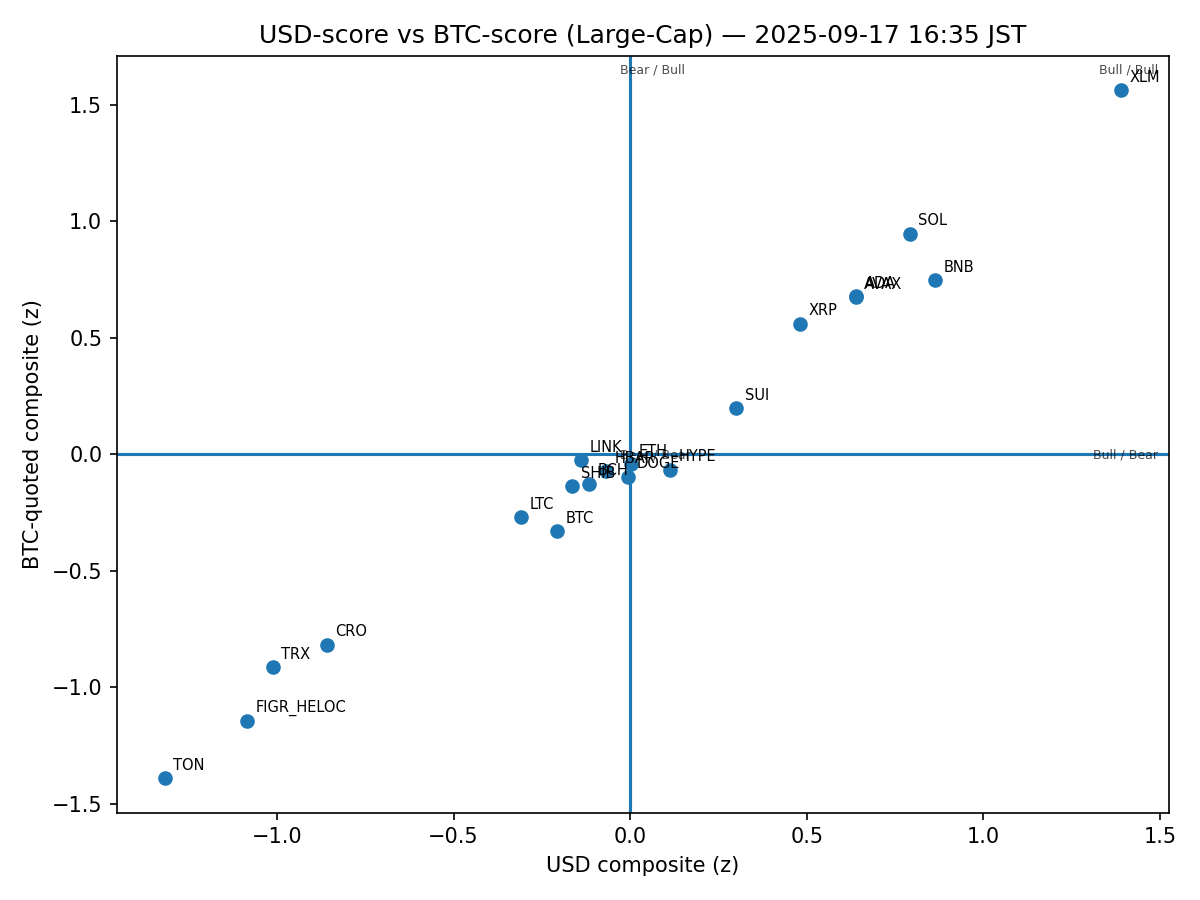 USD-score vs BTC-score (Large-Cap) — 2025-09-17 16:35 JST
Bear / Bull
Bull / Bull
XLM
1.5
SOL
1.0
BNB
ADA
AVAX
XRP
0.5
SUI
LINK
ETH
HBAR
HYPE
DOGE
Bull / Bear
0.0
SHIB
BCH
LTC
BTC
−0.5
CRO
TRX
−1.0
FIGR_HELOC
TON
−1.5
−1.0
−0.5
0.0
0.5
1.0
1.5
USD composite (z)
BTC-quoted composite (z)